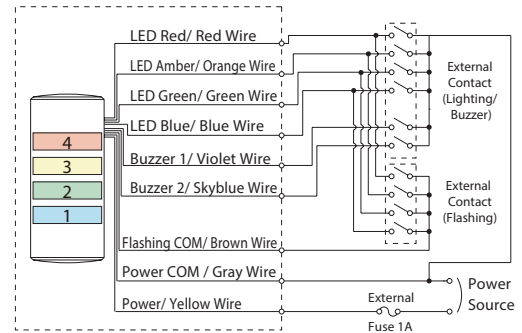 LED Red/ Red Wire
LED Amber/ Orange Wire
LED Green/ Green Wire
LED Blue/ Blue Wire
Buzzer 1/ Violet Wire
Buzzer 2/ Skyblue Wire
Flashing COM/ Brown Wire
Power COM / Gray Wire
Power/ Yellow Wire
4
3
2
1
External
Contact
(Lighting/
Buzzer)
External
Contact
(Flashing)
External
Fuse 1A
Power
Source